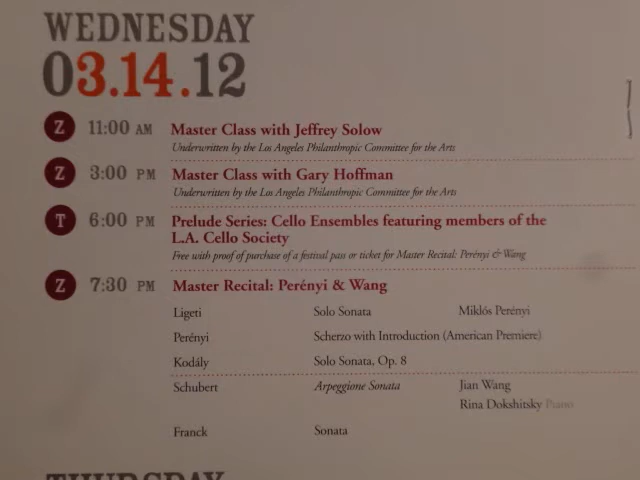 WEDNESDAY
03.14.12
Z 11:00 AM Master Class with Jeffrey Solow
Underwritten by the Los Angeles Philanthropic Committee for the Arts
Z 3:00 PM Master Class with Gary Hoffman
Underwritten by the Los Angeles Philanthropic Committee for the Arts
T 6:00 PM Prelude Series: Cello Ensembles featuring members of the
L.A. Cello Society
Free with proof of purchase of a festival pass or ticket for Master Recital: Perényi & Wang
Z 7:30 PM Master Recital: Perényi & Wang
Ligeti Solo Sonata Miklós Perényi
Perényi Scherzo with Introduction (American Premiere)
Kodály Solo Sonata, Op. 8
Schubert Arpeggione Sonata Jian Wang
Rina Dokshitsky Piano
Franck Sonata
THURSDAY